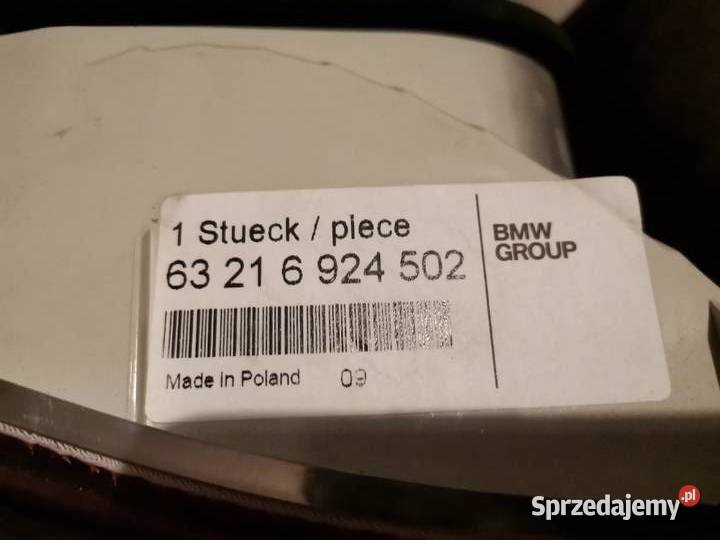 1 Stueck / piece
63 21 6 924 502
Made in Poland 09
BMW
GROUP
Sprzedajemy.pl